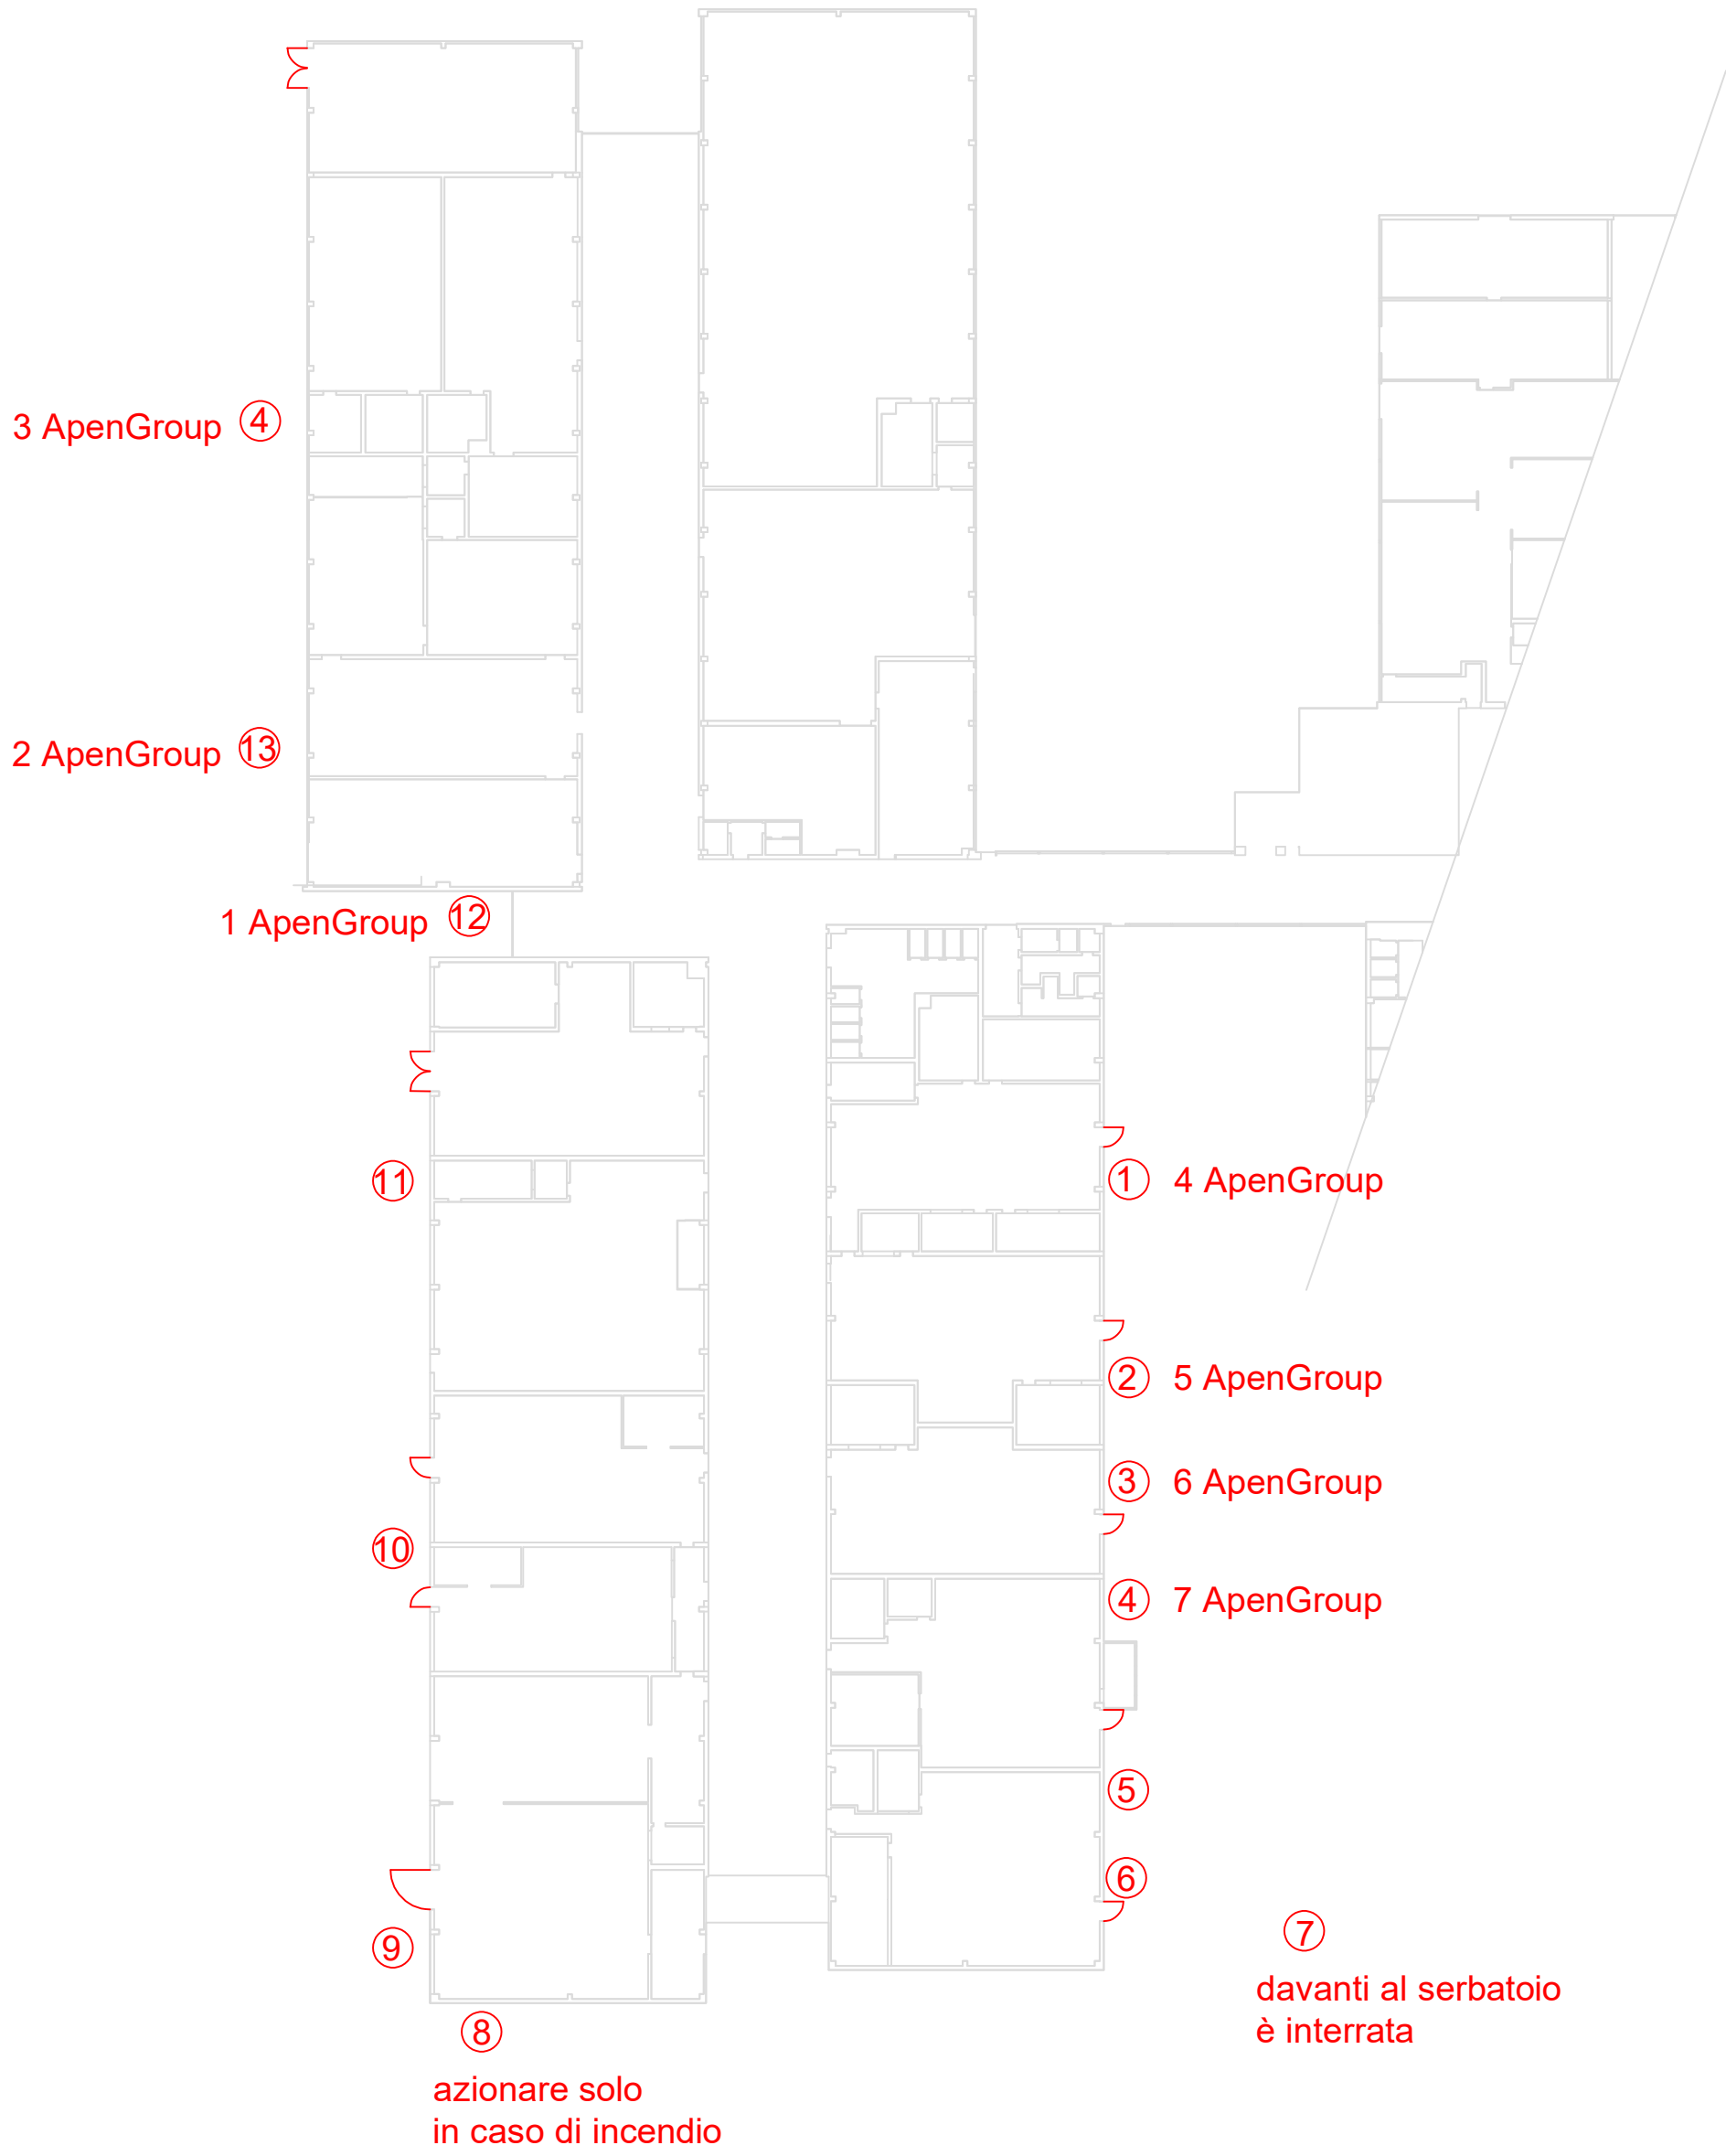 3 ApenGroup 4
2 ApenGroup 13
1 ApenGroup 12
11
1 4 ApenGroup
2 5 ApenGroup
3 6 ApenGroup
10
4 7 ApenGroup
5
6
7
davanti al serbatoio
è interrata
9
8
azionare solo
in caso di incendio